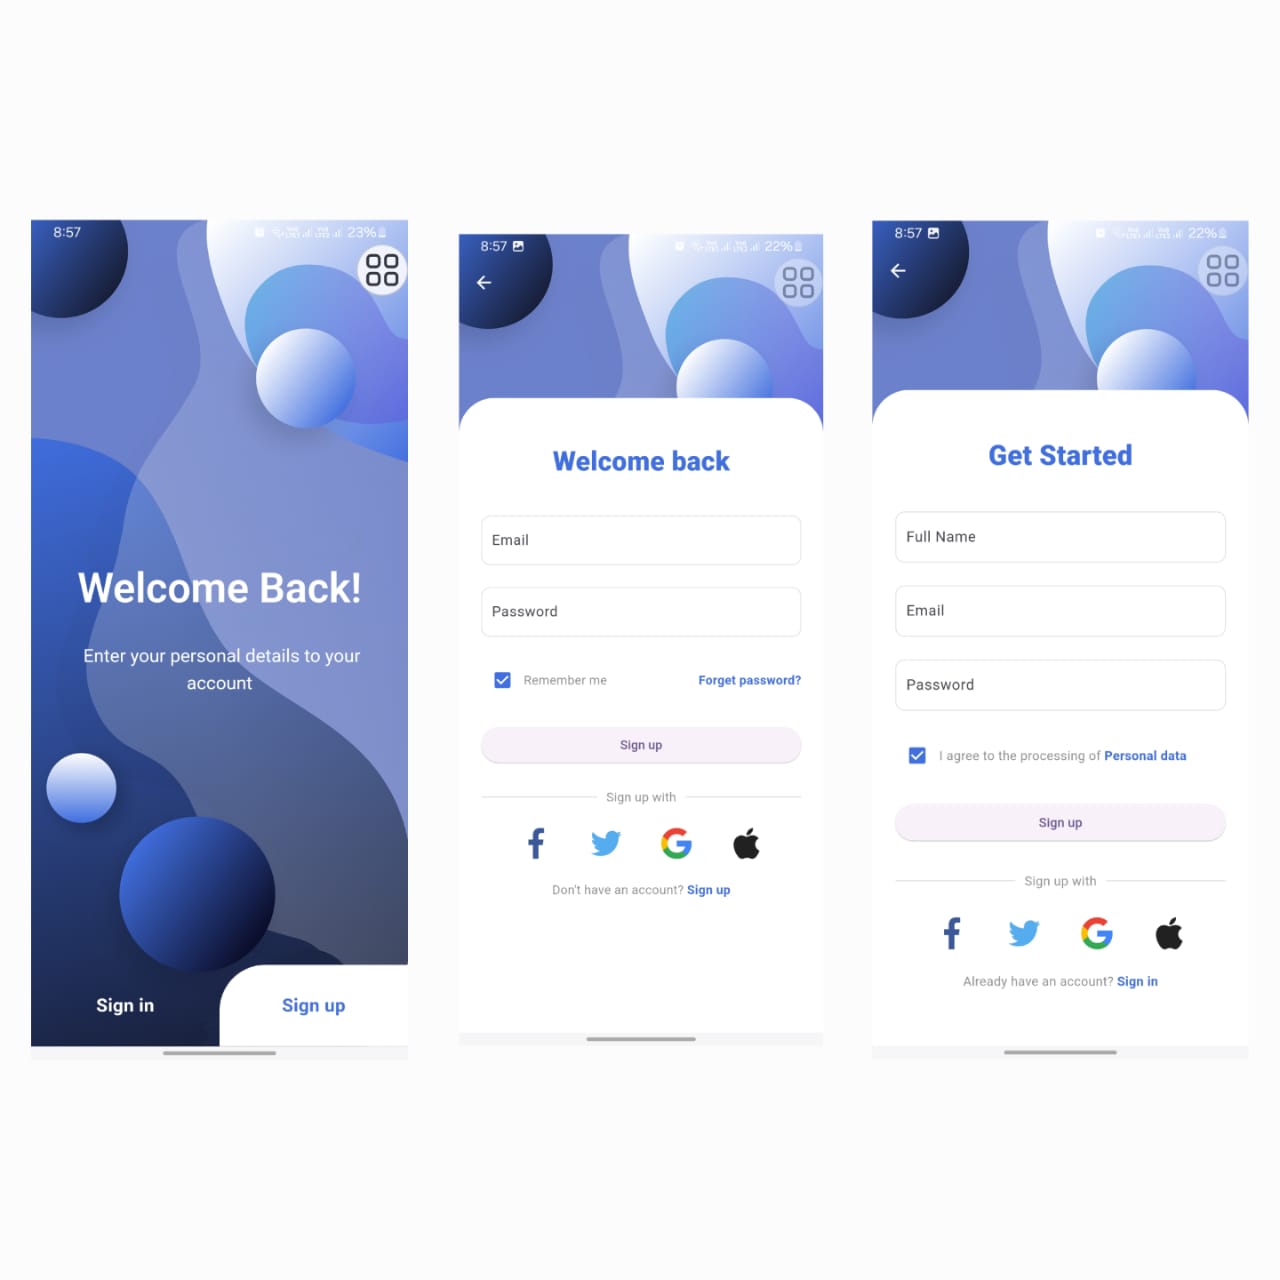 8:57
23%
Welcome Back!
Enter your personal details to your
account
Sign in
Sign up
8:57
22%
Welcome back
Email
Password
Remember me Forget password?
Sign up
Sign up with
Don't have an account? Sign up
8:57
22%
Get Started
Full Name
Email
Password
I agree to the processing of Personal data
Sign up
Sign up with
Already have an account? Sign in